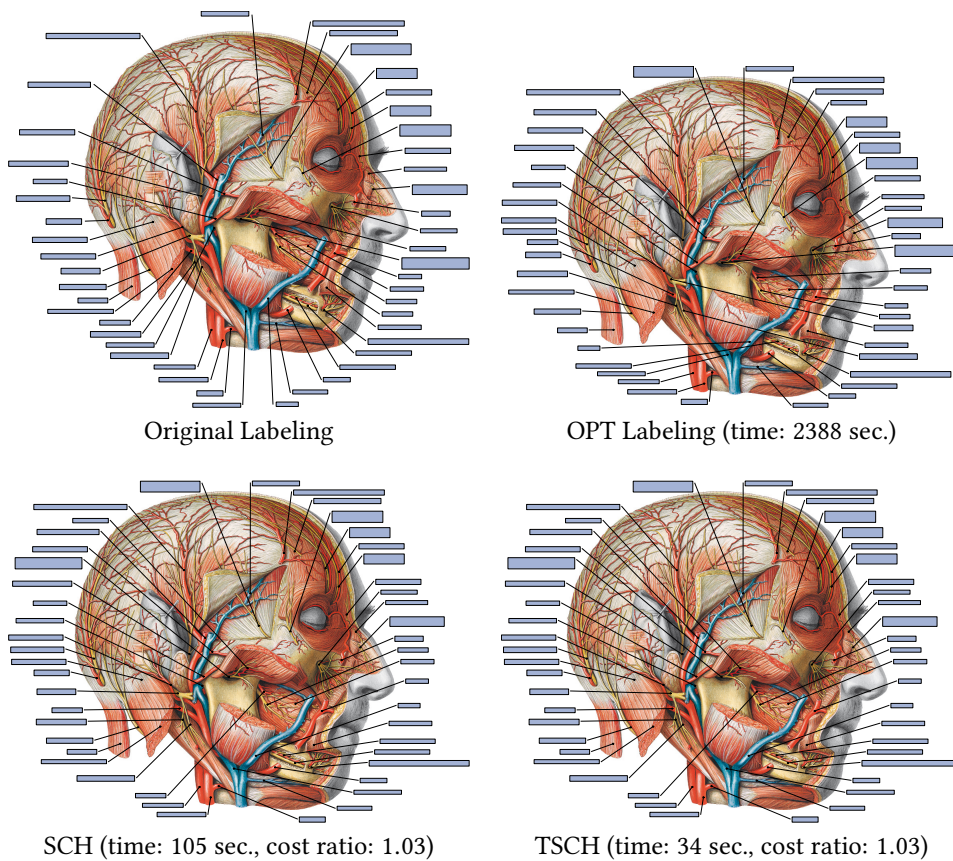 Original Labeling
OPT Labeling (time: 2388 sec.)
SCH (time: 105 sec., cost ratio: 1.03)
TSCH (time: 34 sec., cost ratio: 1.03)